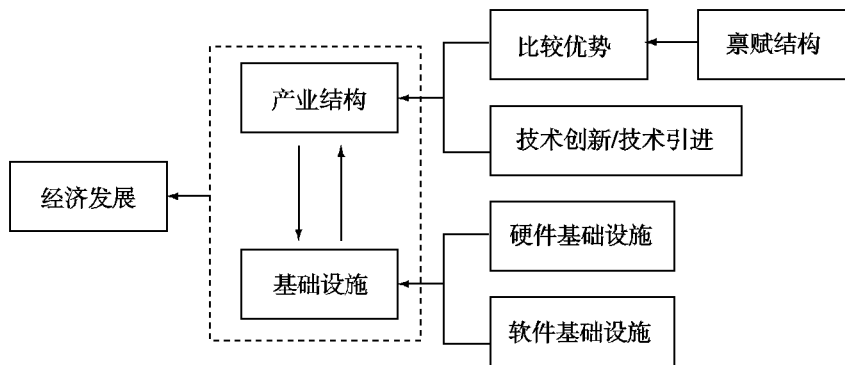 比较优势
禀赋结构
产业结构
技术创新/技术引进
经济发展
硬件基础设施
基础设施
软件基础设施